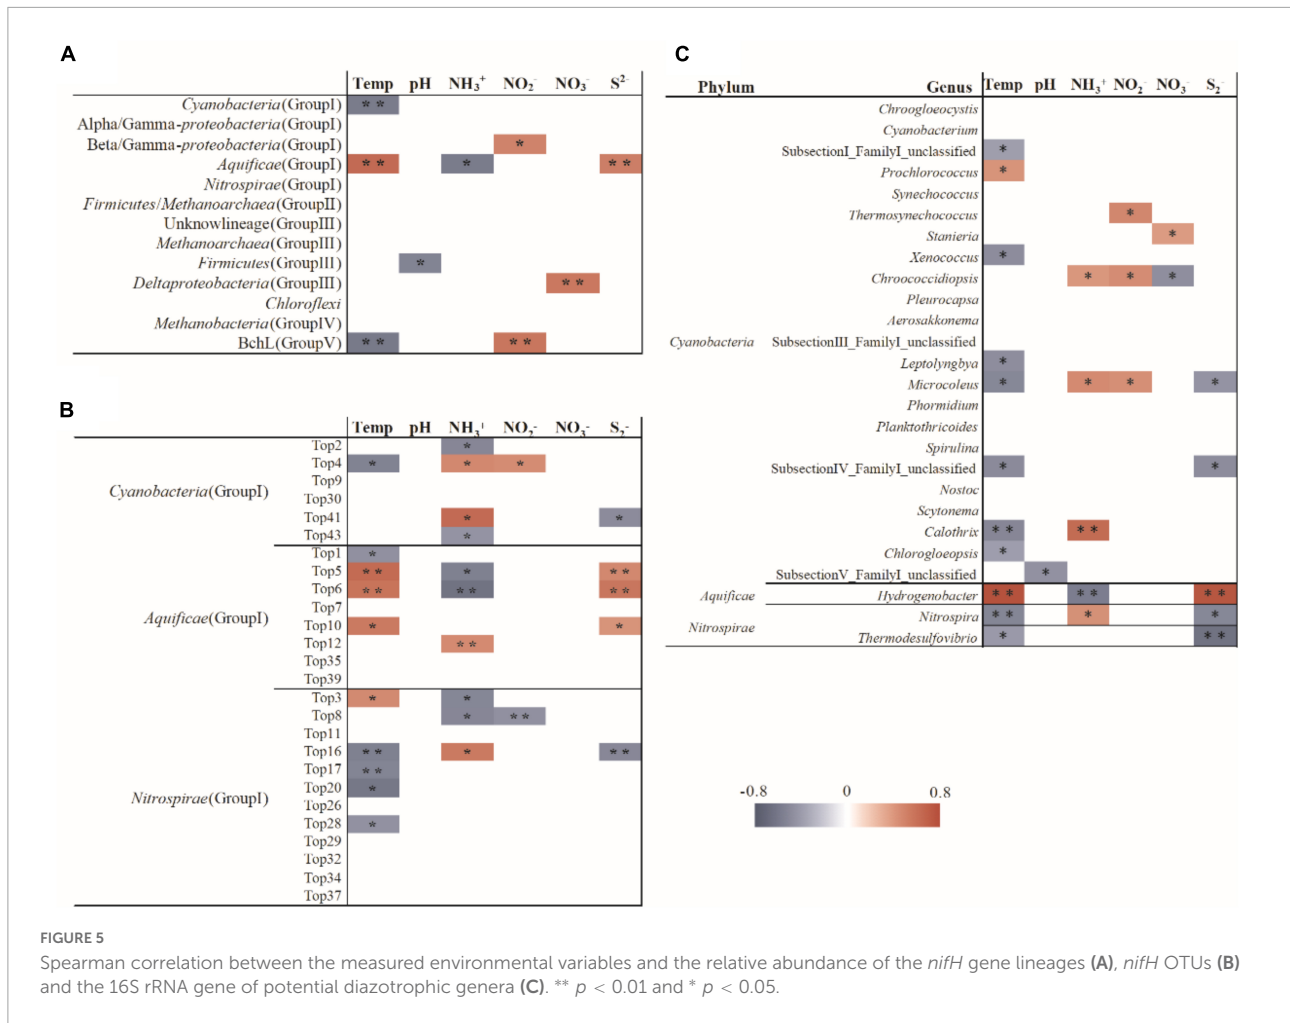 A
Temp pH NH₃⁺ NO₂⁻ NO₃⁻ S²⁻
Cyanobacteria(GroupI) **
Alpha/Gamma-proteobacteria(GroupI)
Beta/Gamma-proteobacteria(GroupI) *
Aquificae(GroupI) ** * **
Nitrospirae(GroupI)
Firmicutes/Methanoarchaea(GroupII)
Unknowlineage(GroupIII)
Methanoarchaea(GroupIII)
Firmicutes(GroupIII) *
Deltaproteobacteria(GroupIII) **
Chloroflexi
Methanobacteria(GroupIV)
BchL(GroupV) ** **
B
Temp pH NH₃⁺ NO₂⁻ NO₃⁻ S₂⁻
Cyanobacteria(GroupI)
Top2 *
Top4 * * *
Top9
Top30
Top41 * *
Top43 *
Aquificae(GroupI)
Top1 *
Top5 ** * **
Top6 ** ** **
Top7
Top10 * *
Top12 **
Top35
Top39
Nitrospirae(GroupI)
Top3 * *
Top8 * **
Top11
Top16 ** * **
Top17 **
Top20 *
Top26
Top28 *
Top29
Top32
Top34
Top37
C
Phylum Genus Temp pH NH₃⁺ NO₂⁻ NO₃⁻ S₂⁻
Cyanobacteria
Chroogloeocystis
Cyanobacterium
SubsectionI_FamilyI_unclassified *
Prochlorococcus *
Synechococcus
Thermosynechococcus *
Stanieria *
Xenococcus *
Chroococcidiopsis * * *
Pleurocapsa
Aerosakkonema
SubsectionIII_FamilyI_unclassified
Leptolyngbya *
Microcoleus * * * *
Phormidium
Planktothricoides
Spirulina
SubsectionIV_FamilyI_unclassified * *
Nostoc
Scytonema
Calothrix ** **
Chlorogloeopsis *
SubsectionV_FamilyI_unclassified *
Aquificae Hydrogenobacter ** ** **
Nitrospirae
Nitrospira ** * *
Thermodesulfovibrio * **
-0.8 0 0.8
FIGURE 5
Spearman correlation between the measured environmental variables and the relative abundance of the nifH gene lineages (A), nifH OTUs (B)
and the 16S rRNA gene of potential diazotrophic genera (C). ** p < 0.01 and * p < 0.05.